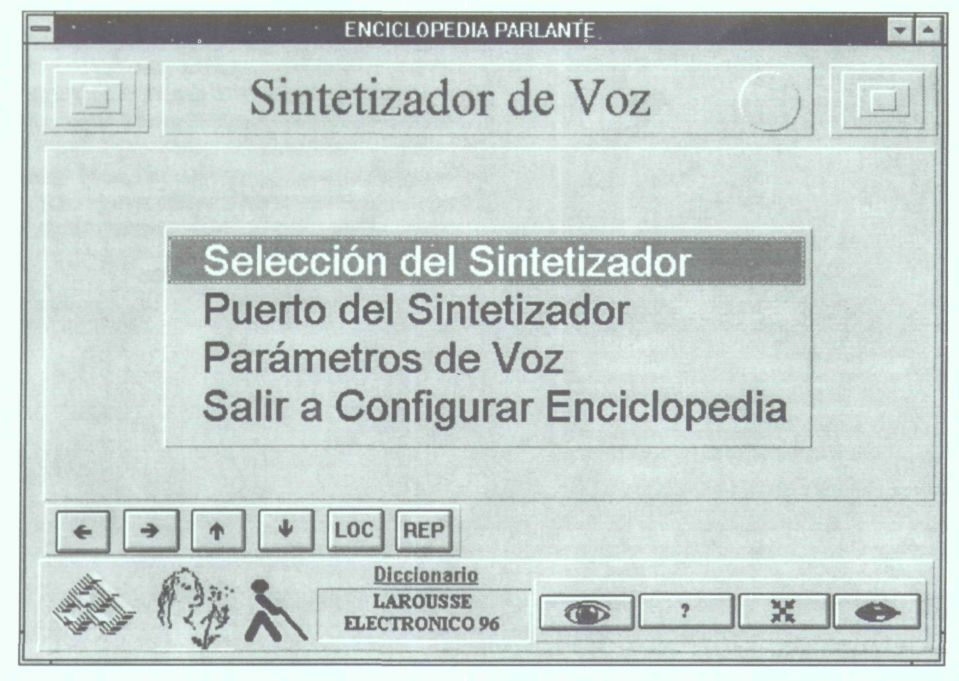 ENCICLOPEDIA PARLANTE
Sintetizador de Voz
Selección del Sintetizador
Puerto del Sintetizador
Parámetros de Voz
Salir a Configurar Enciclopedia
LOC REP
Diccionario
LAROUSSE
ELECTRONICO 96
?